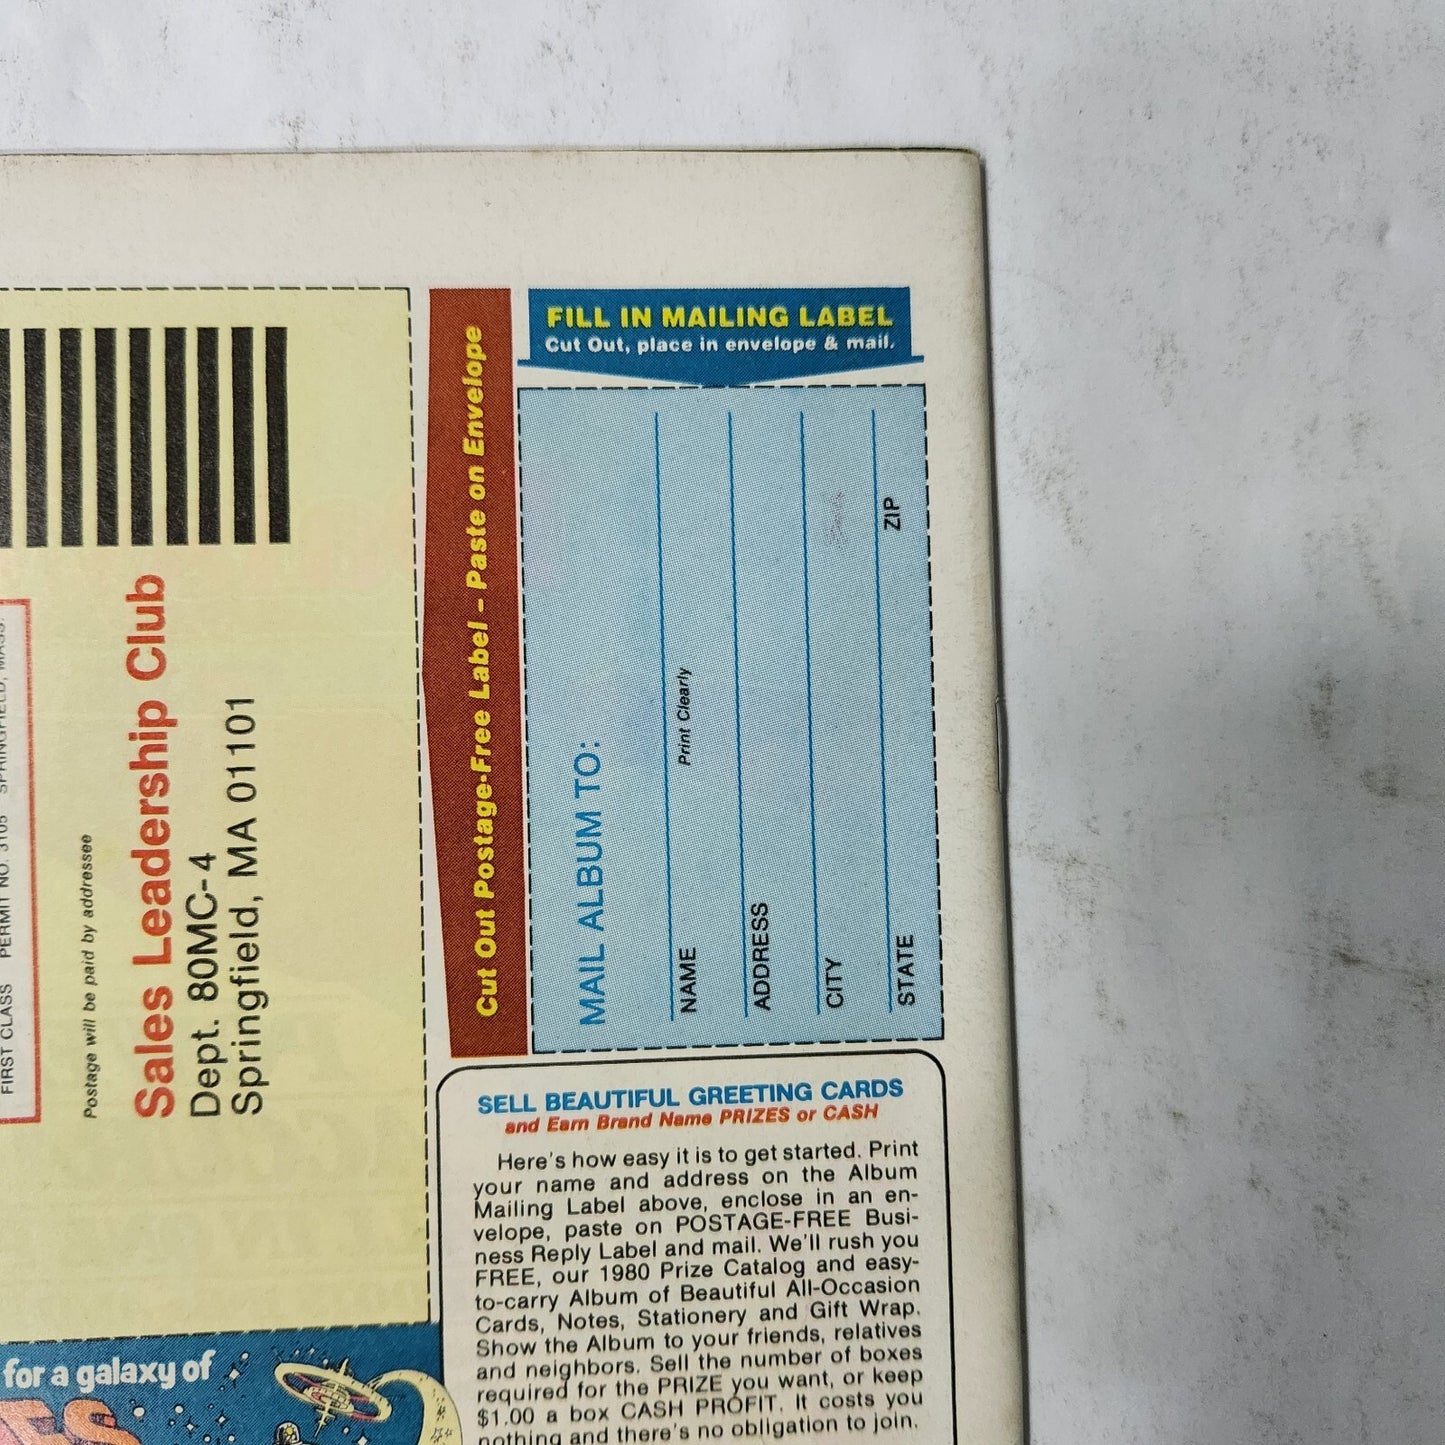 FIRST CLASS PERMIT NO. 3105 SPRINGFIELD, MASS.
Postage will be paid by addressee
Sales Leadership Club
Dept. 80MC-4
Springfield, MA 01101
Cut Out Postage-Free Label – Paste on Envelope
FILL IN MAILING LABEL
Cut Out, place in envelope & mail.
MAIL ALBUM TO:
NAME Print Clearly
ADDRESS
CITY
STATE ZIP
SELL BEAUTIFUL GREETING CARDS
and Earn Brand Name PRIZES or CASH
Here's how easy it is to get started. Print
your name and address on the Album
Mailing Label above, enclose in an en-
velope, paste on POSTAGE-FREE Busi-
ness Reply Label and mail. We'll rush you
FREE, our 1980 Prize Catalog and easy-
to-carry Album of Beautiful All-Occasion
Cards, Notes, Stationery and Gift Wrap.
Show the Album to your friends, relatives
and neighbors. Sell the number of boxes
required for the PRIZE you want, or keep
$1.00 a box CASH PROFIT. It costs you
nothing and there's no obligation to join.
for a galaxy of